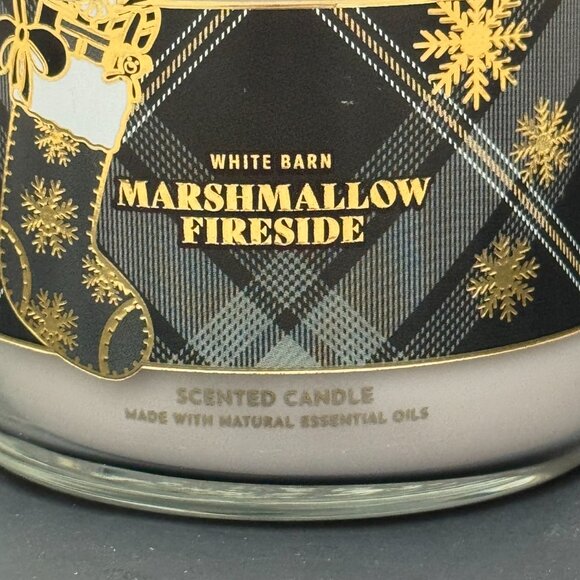 WHITE BARN
MARSHMALLOW
FIRESIDE
SCENTED CANDLE
MADE WITH NATURAL ESSENTIAL OILS